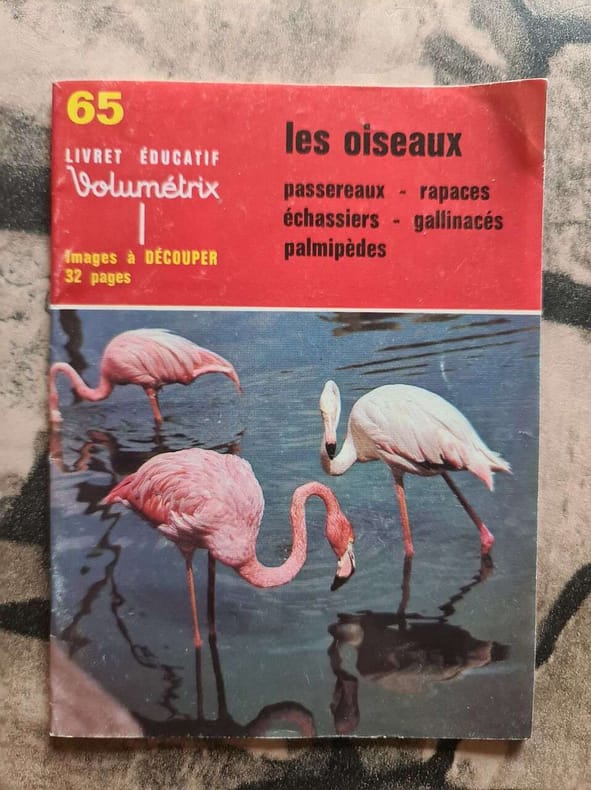 65
LIVRET ÉDUCATIF
Volumétrix
Images à DÉCOUPER
32 pages
les oiseaux
passereaux - rapaces
échassiers - gallinacés
palmipèdes